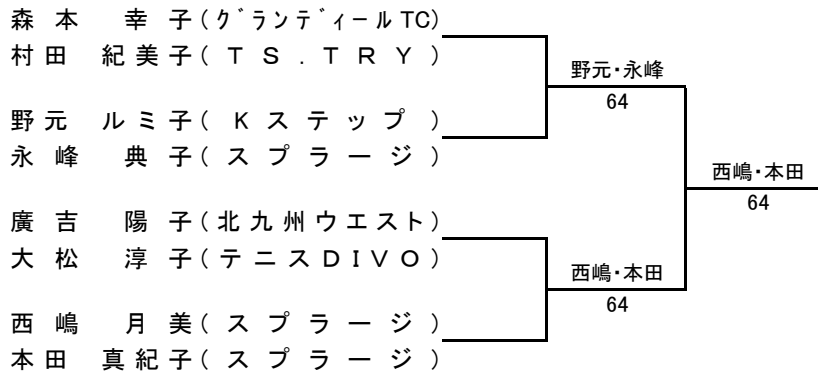 森本 幸子(グランディールTC)
村田 紀美子(TS.TRY)
野元・永峰
64
野元 ルミ子(Kステップ)
永峰 典子(スプラージ)
西嶋・本田
64
廣吉 陽子(北九州ウエスト)
大松 淳子(テニスDIVO)
西嶋・本田
64
西嶋 月美(スプラージ)
本田 真紀子(スプラージ)